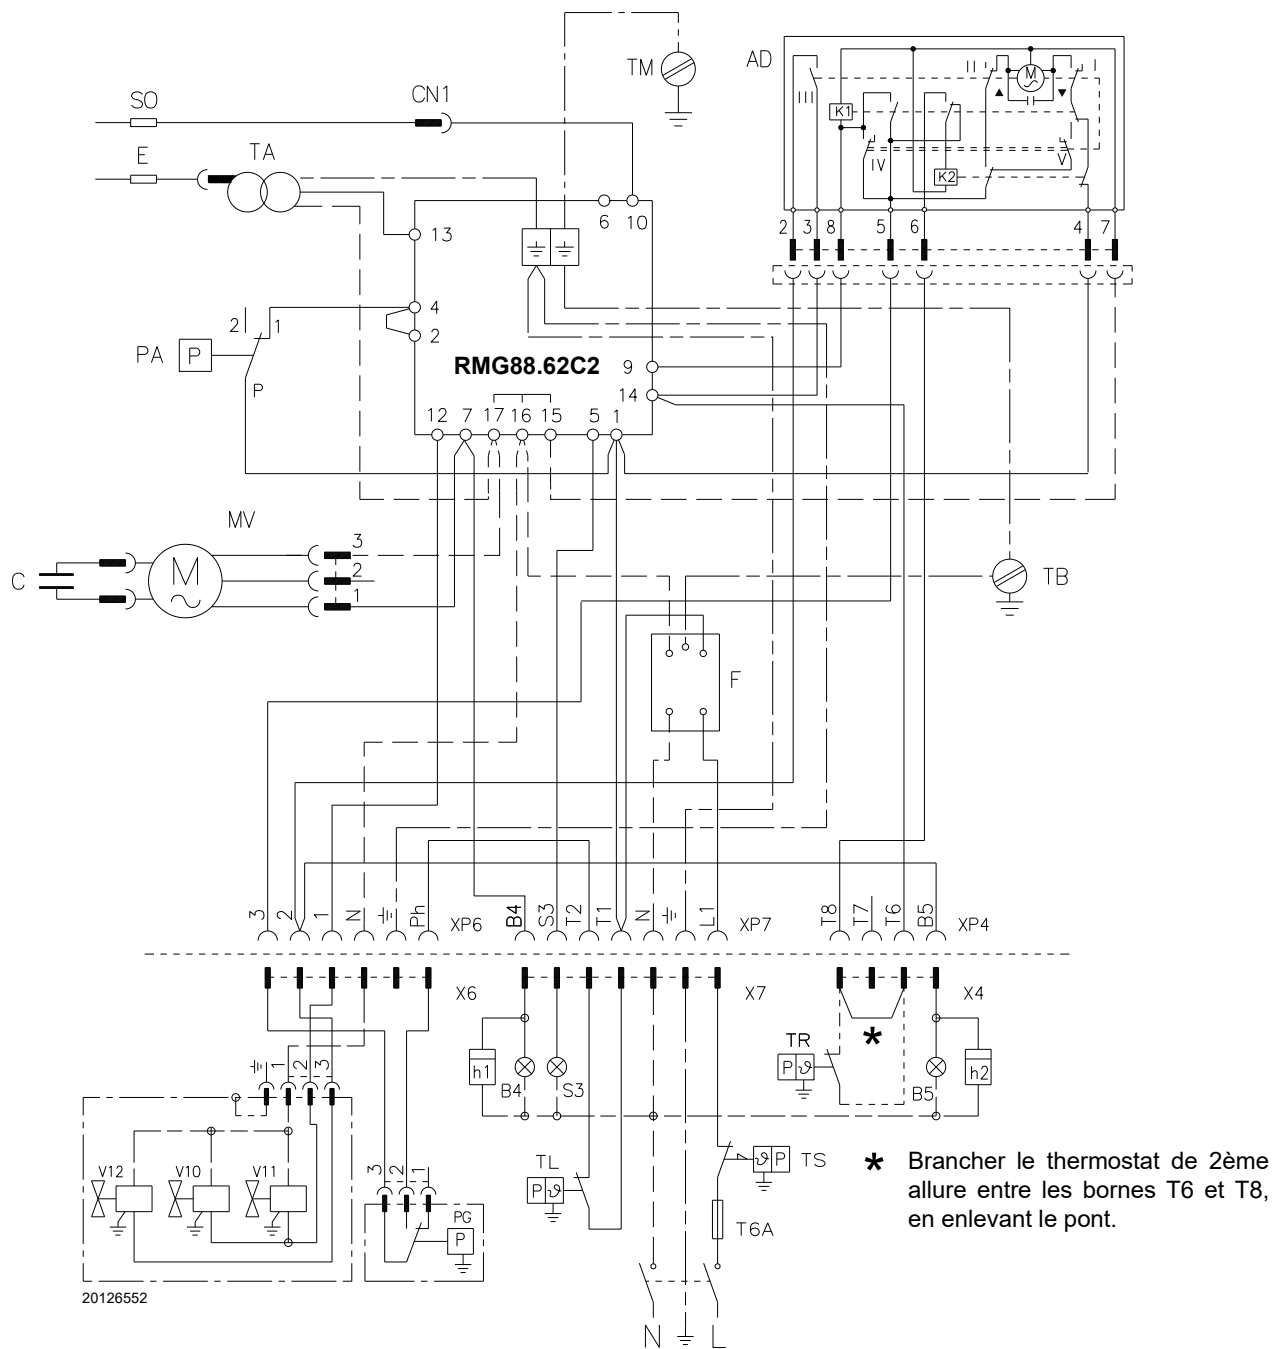 TM
AD
SO
CN1
E
TA
II
M
I
III
K1
IV
V
K2
6
10
13
2
3
8
5
6
4
7
4
2
2
1
PA
P
P
RMG88.62C2
9
14
12
7
17
16
15
5
1
MV
C
M
3
2
1
TB
F
3
2
1
N
Ph
XP6
B4
S3
T2
T1
N
L1
XP7
T8
T7
T6
B5
XP4
X6
X7
X4
h1
B4
S3
TR
P
B5
h2
1
2
3
V12
V10
V11
3
2
1
PG
P
TL
P
P
TS
T6A
N
L
20126552
* Brancher le thermostat de 2ème
allure entre les bornes T6 et T8,
en enlevant le pont.